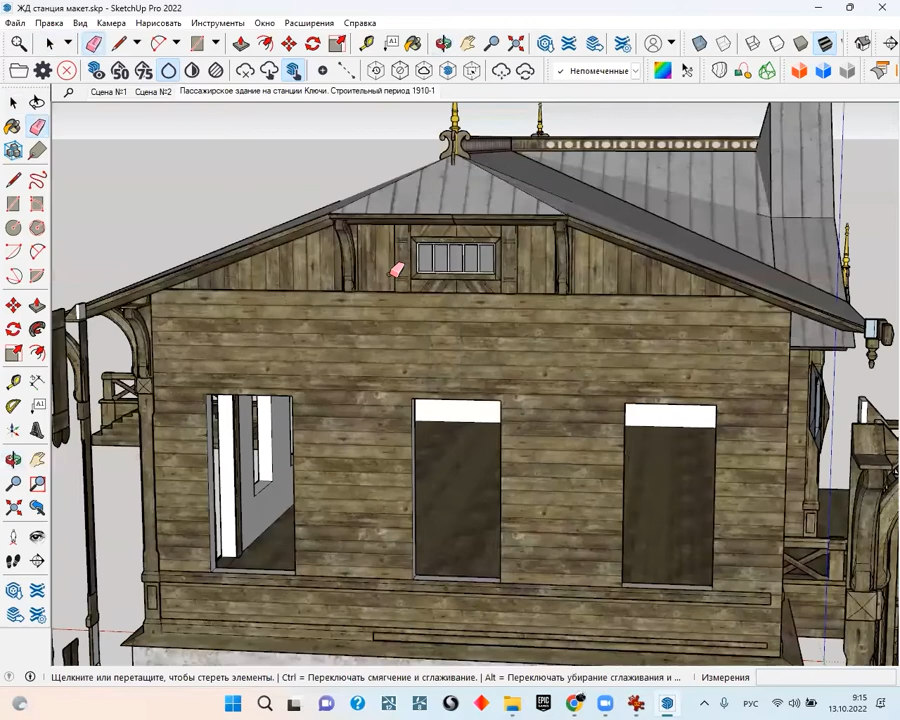 ЖД станция макет.skp - SketchUp Pro 2022
Файл Правка Вид Камера Нарисовать Инструменты Окно Расширения Справка
50 75 Непомеченные
Сцена №1 Сцена №2 Пассажирское здание на станции Ключи. Строительный период 1910-1
Щелкните или перетащите, чтобы стереть элементы. | Ctrl = Переключать смягчение и сглаживание. | Alt = Переключать убирание сглаживания и ... Измерения
РУС 9:15
13.10.2022